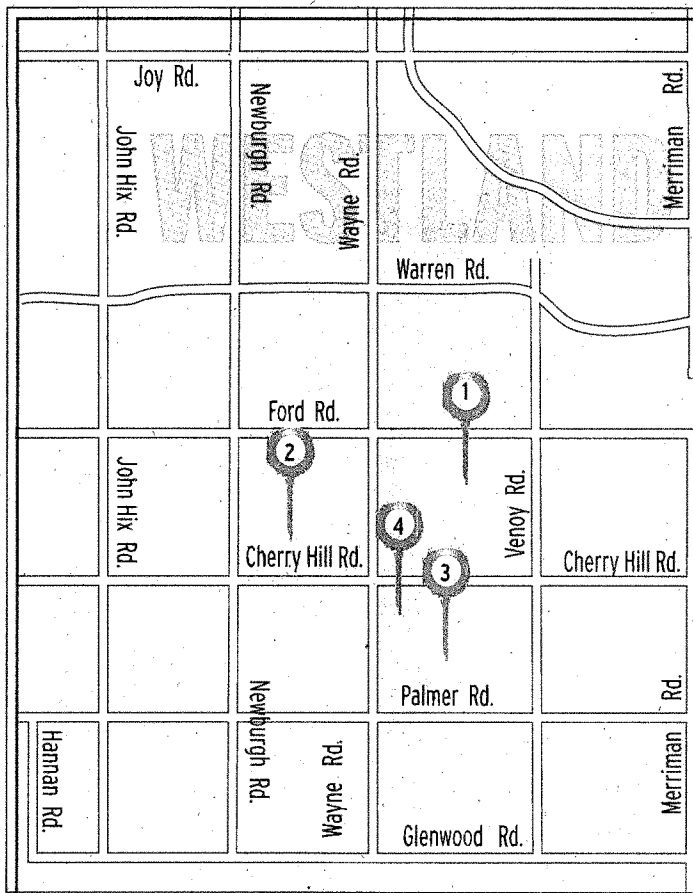 Joy Rd.
John Hix Rd.
Newburgh Rd.
Wayne Rd.
Merriman Rd.
WESTLAND
Warren Rd.
1
Ford Rd.
2
John Hix Rd.
4
Venoy Rd.
Cherry Hill Rd.
3
Cherry Hill Rd.
Newburgh Rd.
Palmer Rd.
Hannan Rd.
Wayne Rd.
Merriman Rd.
Glenwood Rd.